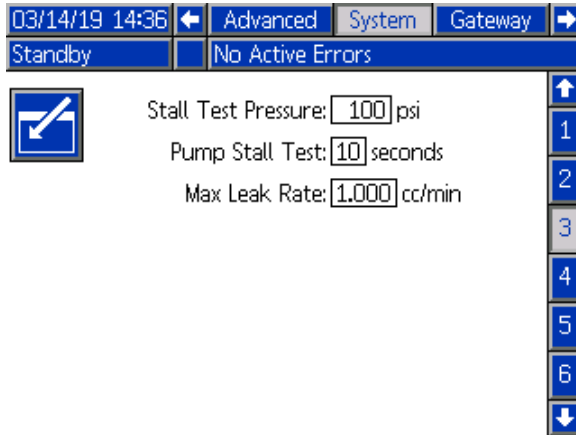 03/14/19 14:36 Advanced System Gateway
Standby No Active Errors
Stall Test Pressure: 100 psi
Pump Stall Test: 10 seconds
Max Leak Rate: 1.000 cc/min
1
2
3
4
5
6